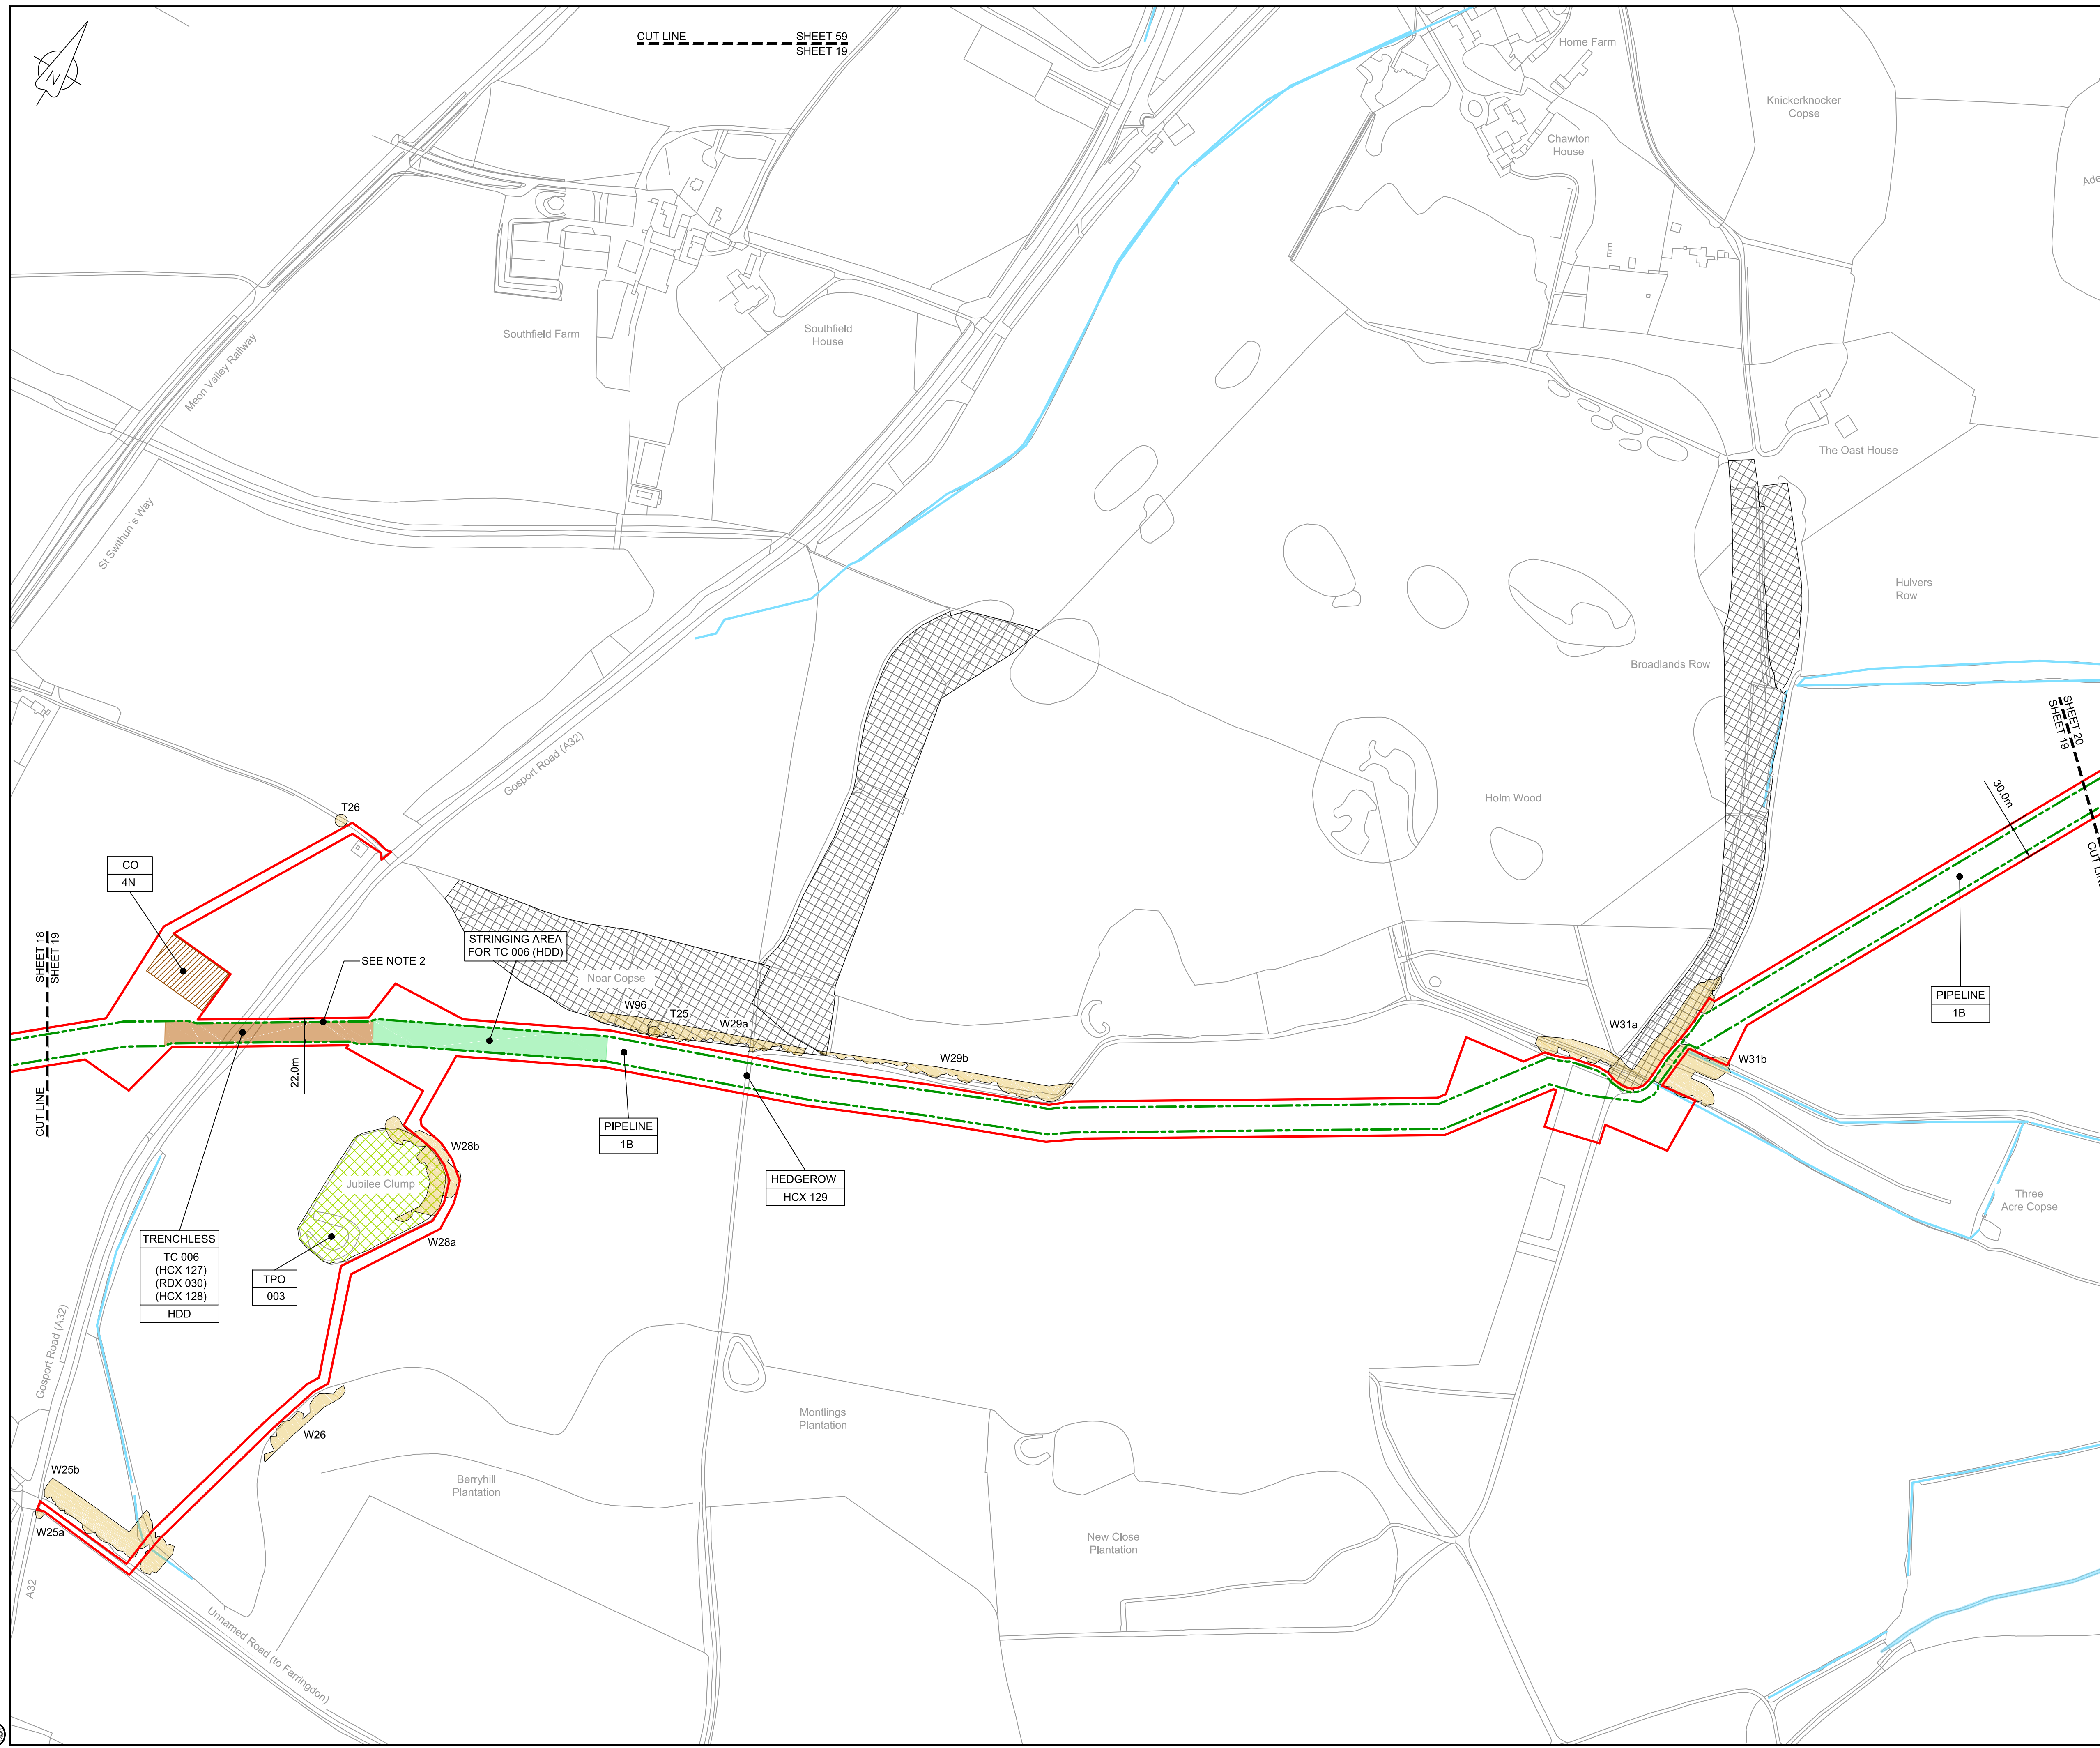 N
CUT LINE
SHEET 59
SHEET 19
Home Farm
Knickerknocker
Copse
Chawton
House
Southfield Farm
Southfield
House
Meon Valley Railway
St Swithun's Way
The Oast House
Hulvers
Row
Broadlands Row
SHEET 20
SHEET 19
30.0m
Gosport Road (A32)
Holm Wood
T26
CO
4N
SHEET 18
SHEET 19
CUT LINE
SEE NOTE 2
STRINGING AREA
FOR TC 006 (HDD)
Noar Copse
W96
T25
W29a
W29b
W31a
W31b
PIPELINE
1B
22.0m
PIPELINE
1B
HEDGEROW
HCX 129
W28b
Jubilee Clump
W28a
Three
Acre Copse
TRENCHLESS
TC 006
(HCX 127)
(RDX 030)
(HCX 128)
HDD
TPO
003
Gosport Road (A32)
Montlings
Plantation
W26
Berryhill
Plantation
W25b
W25a
New Close
Plantation
A32
Unnamed Road (to Farringdon)